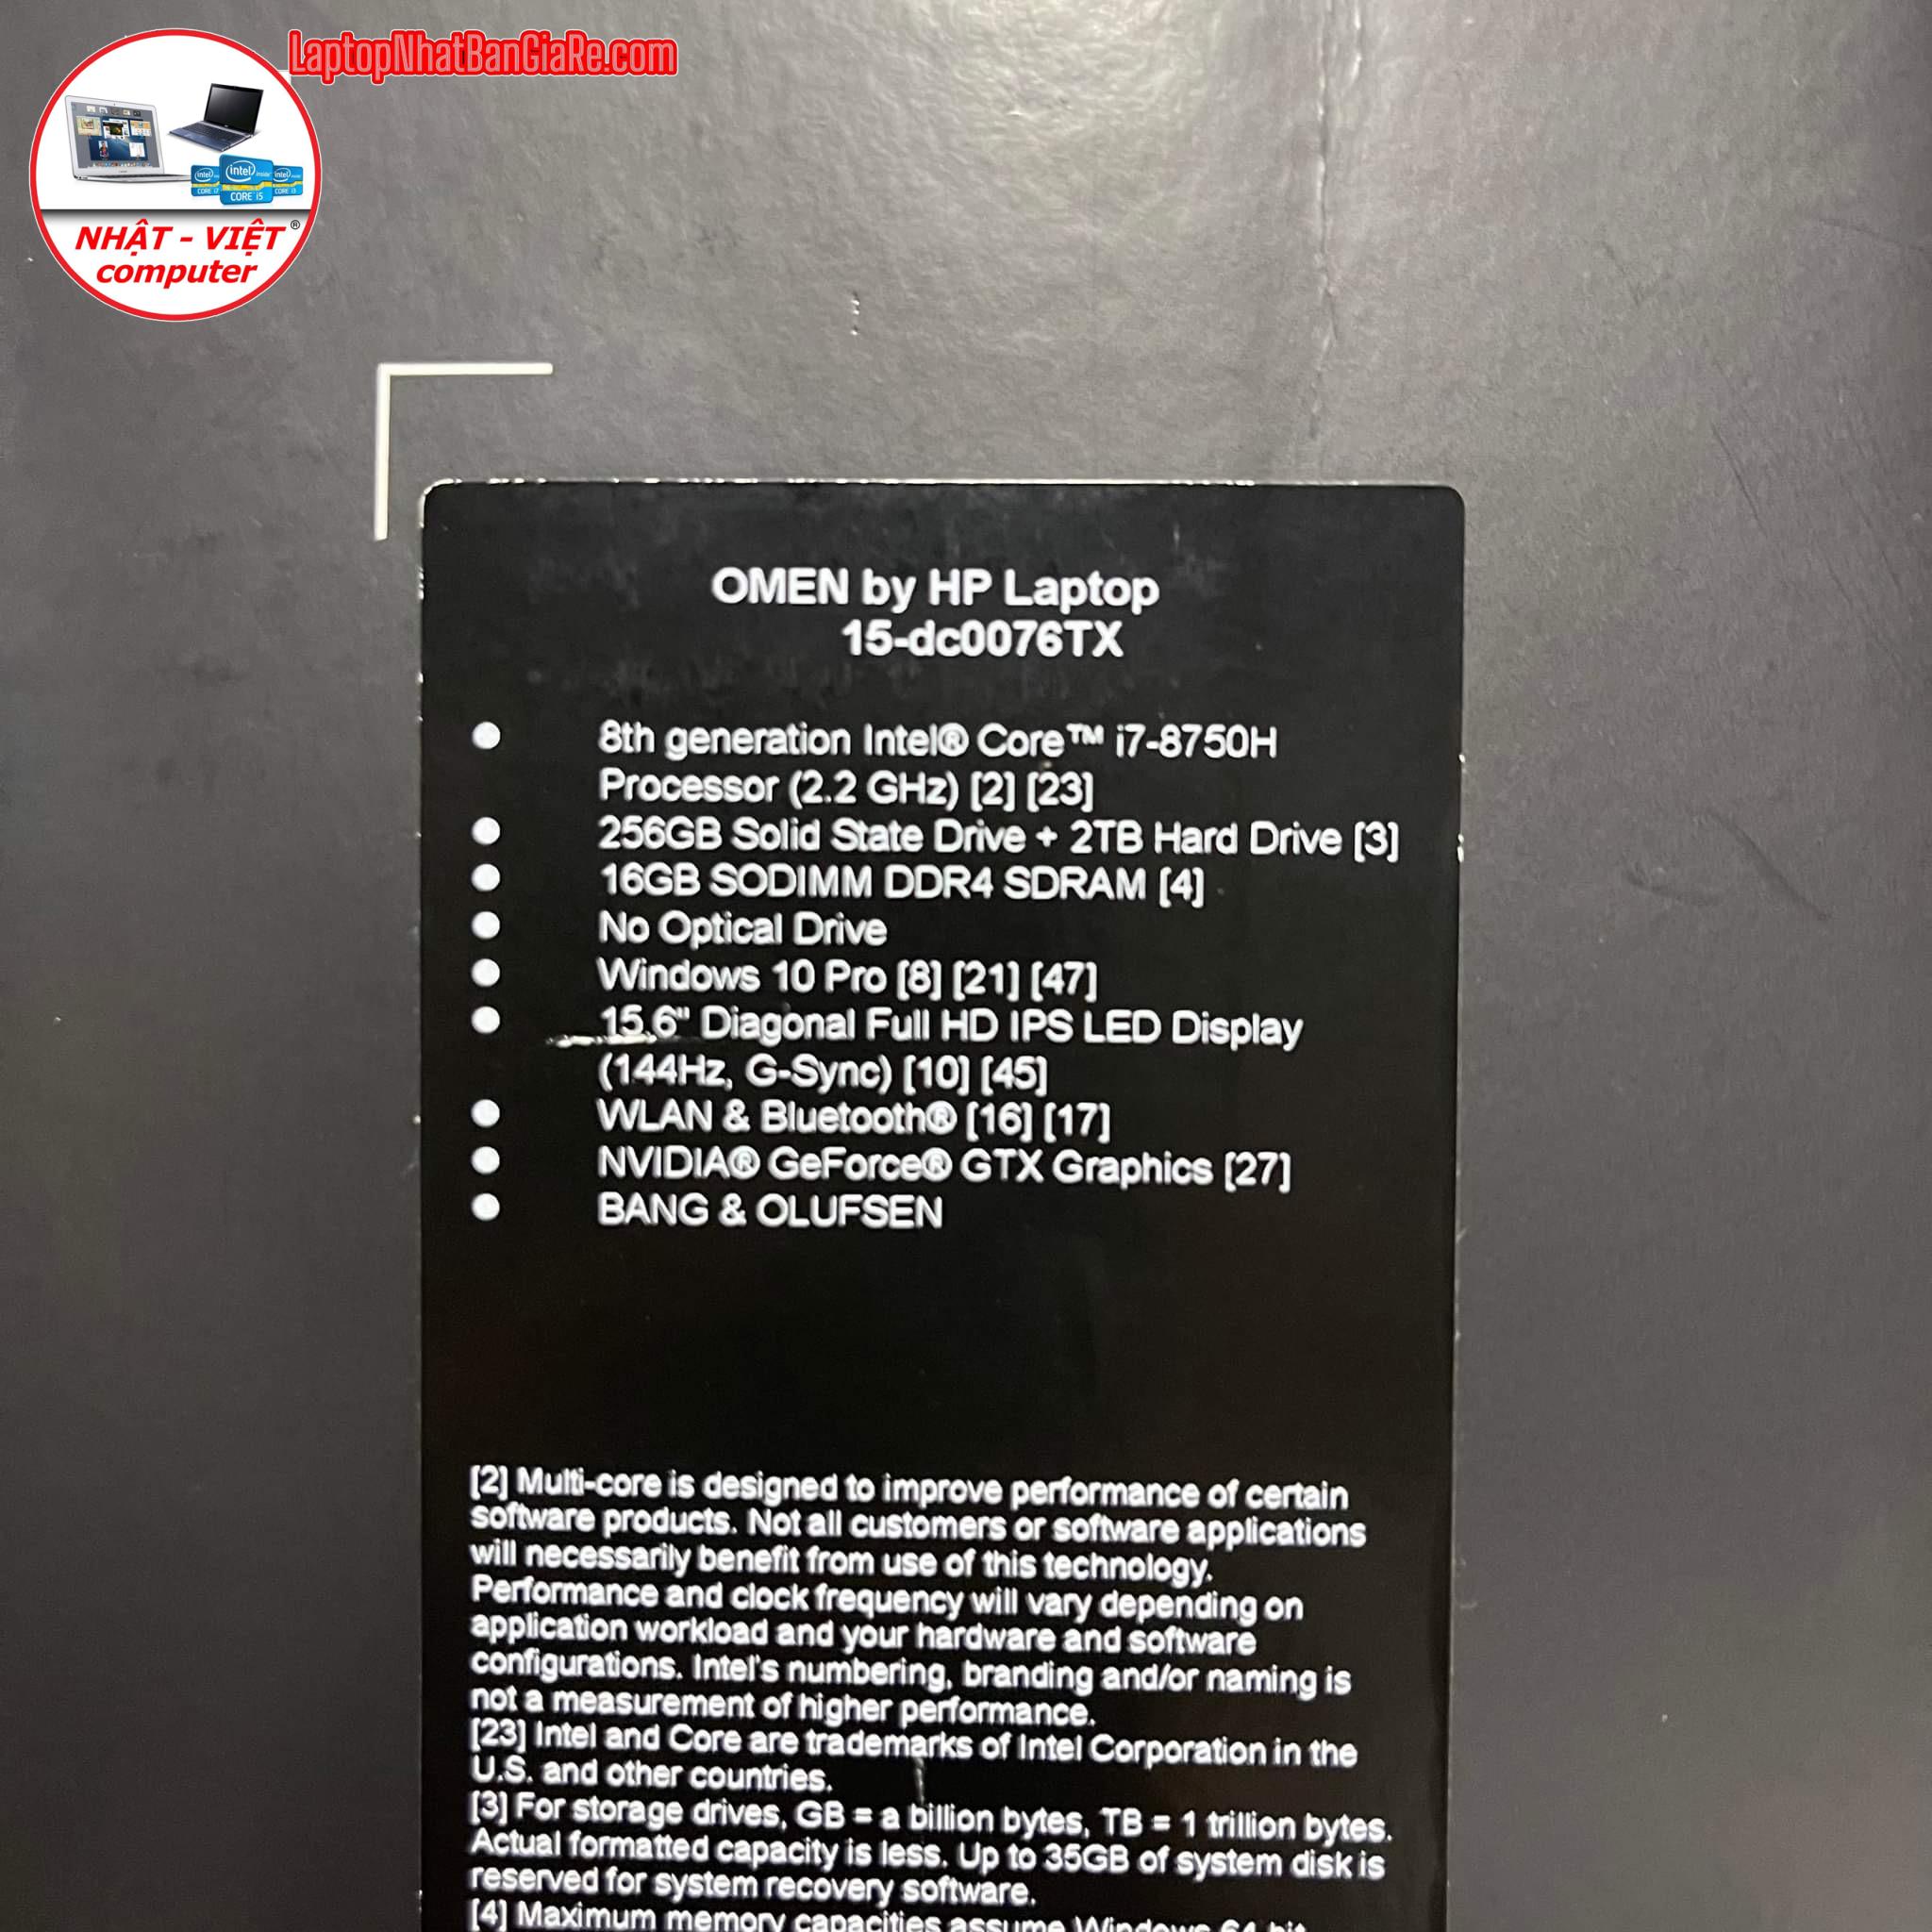 LaptopNhatBanGiaRe.com
NHẬT - VIỆT®
computer
OMEN by HP Laptop
15-dc0076TX
● 8th generation Intel® Core™ i7-8750H
Processor (2.2 GHz) [2] [23]
● 256GB Solid State Drive + 2TB Hard Drive [3]
● 16GB SODIMM DDR4 SDRAM [4]
● No Optical Drive
● Windows 10 Pro [8] [21] [47]
● 15.6" Diagonal Full HD IPS LED Display
(144Hz, G-Sync) [10] [45]
● WLAN & Bluetooth® [16] [17]
● NVIDIA® GeForce® GTX Graphics [27]
● BANG & OLUFSEN
[2] Multi-core is designed to improve performance of certain
software products. Not all customers or software applications
will necessarily benefit from use of this technology.
Performance and clock frequency will vary depending on
application workload and your hardware and software
configurations. Intel's numbering, branding and/or naming is
not a measurement of higher performance.
[23] Intel and Core are trademarks of Intel Corporation in the
U.S. and other countries.
[3] For storage drives, GB = a billion bytes, TB = 1 trillion bytes.
Actual formatted capacity is less. Up to 35GB of system disk is
reserved for system recovery software.
[4] Maximum memory capacities assume Windows 64-bit